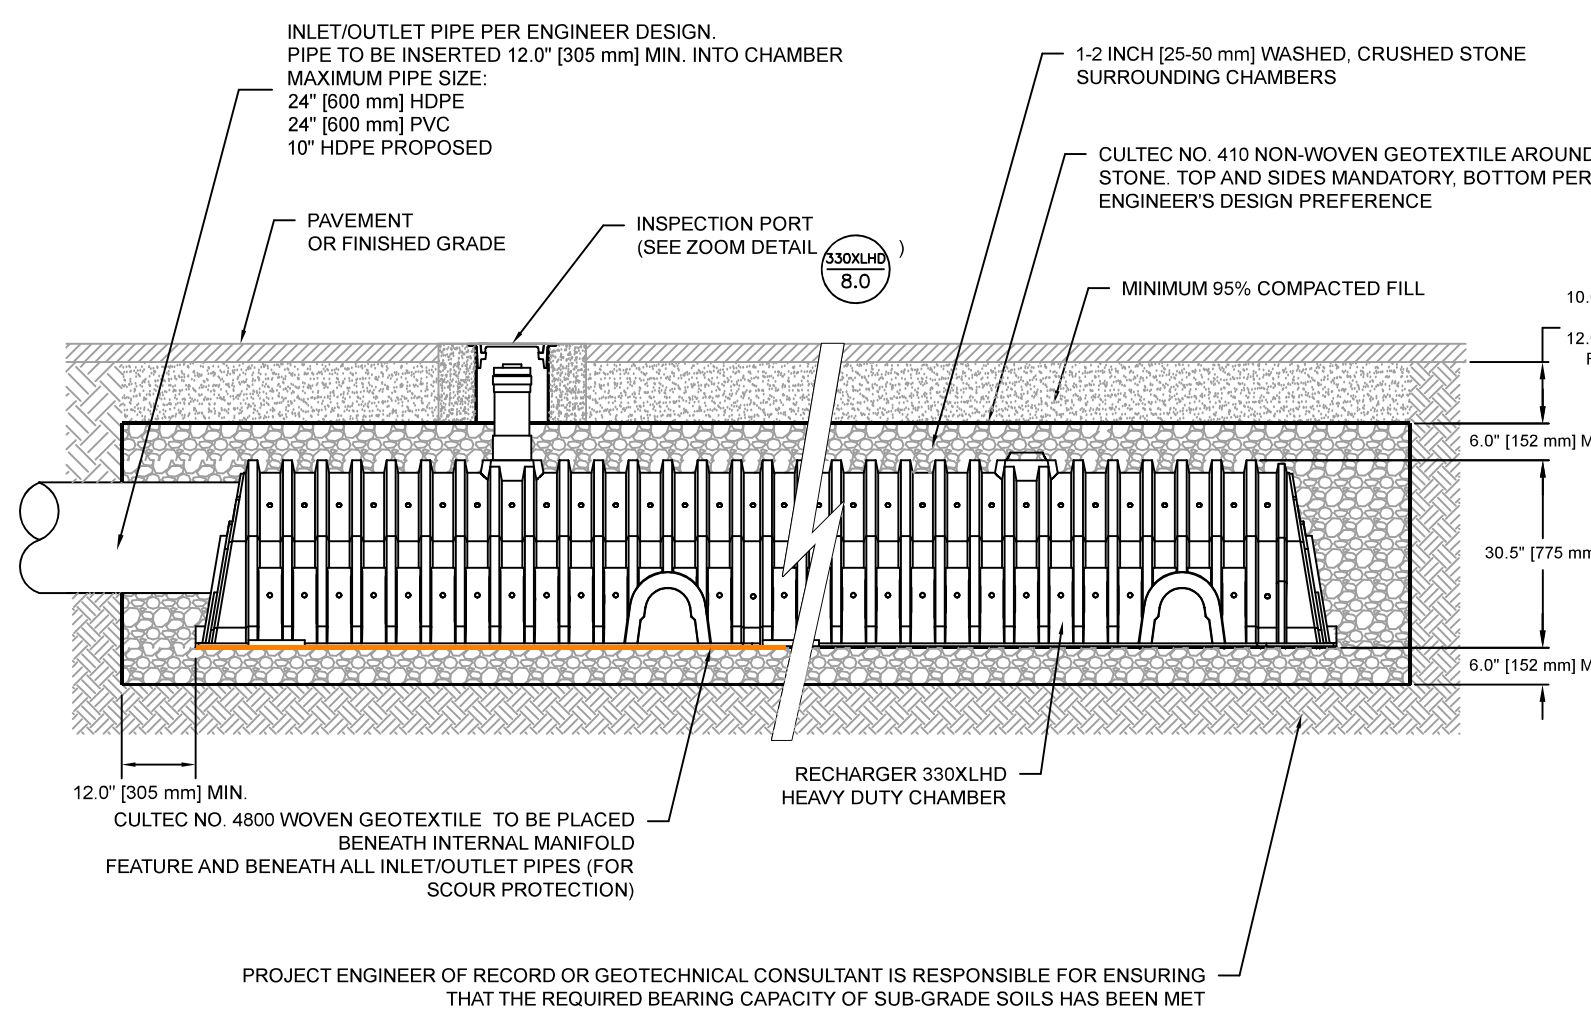 INLET/OUTLET PIPE PER ENGINEER DESIGN.
PIPE TO BE INSERTED 12.0" [305 mm] MIN. INTO CHAMBER
MAXIMUM PIPE SIZE:
24" [600 mm] HDPE
24" [600 mm] PVC
10" HDPE PROPOSED
1-2 INCH [25-50 mm] WASHED, CRUSHED STONE
SURROUNDING CHAMBERS
CULTEC NO. 410 NON-WOVEN GEOTEXTILE AROUND
STONE. TOP AND SIDES MANDATORY, BOTTOM PER
ENGINEER'S DESIGN PREFERENCE
PAVEMENT
OR FINISHED GRADE
INSPECTION PORT
(SEE ZOOM DETAIL )
330XLHD
8.0
MINIMUM 95% COMPACTED FILL
10.
12.
6.0" [152 mm] M
30.5" [775 mm
6.0" [152 mm] M
12.0" [305 mm] MIN.
CULTEC NO. 4800 WOVEN GEOTEXTILE TO BE PLACED
BENEATH INTERNAL MANIFOLD
FEATURE AND BENEATH ALL INLET/OUTLET PIPES (FOR
SCOUR PROTECTION)
RECHARGER 330XLHD
HEAVY DUTY CHAMBER
PROJECT ENGINEER OF RECORD OR GEOTECHNICAL CONSULTANT IS RESPONSIBLE FOR ENSURING
THAT THE REQUIRED BEARING CAPACITY OF SUB-GRADE SOILS HAS BEEN MET